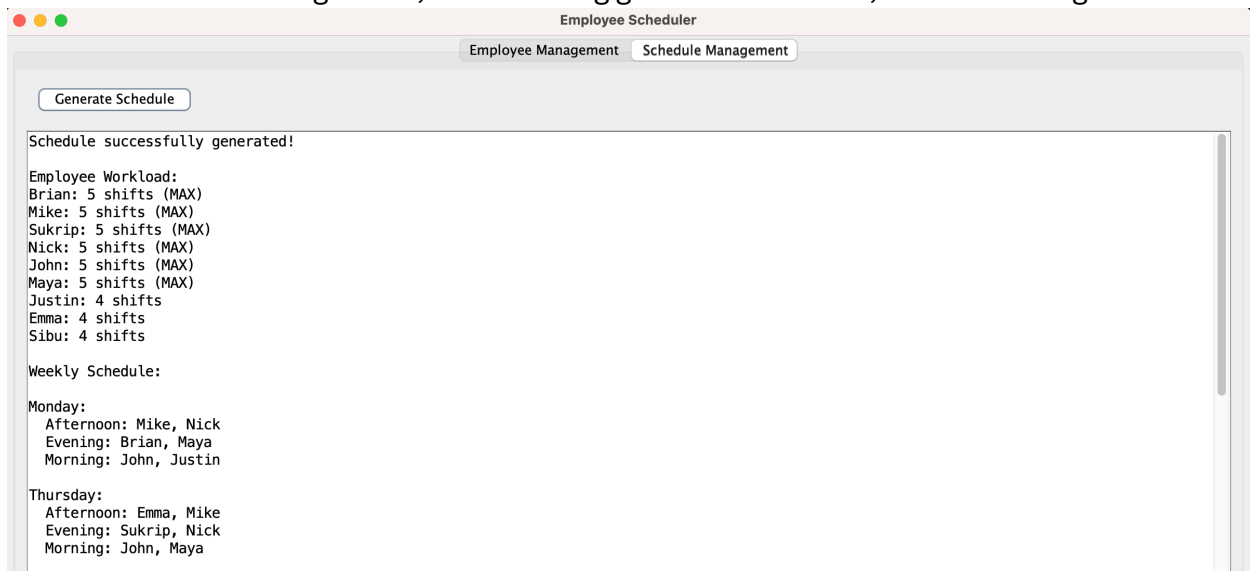 Employee Scheduler
Employee Management Schedule Management
Generate Schedule
Schedule successfully generated!
Employee Workload:
Brian: 5 shifts (MAX)
Mike: 5 shifts (MAX)
Sukrip: 5 shifts (MAX)
Nick: 5 shifts (MAX)
John: 5 shifts (MAX)
Maya: 5 shifts (MAX)
Justin: 4 shifts
Emma: 4 shifts
Sibu: 4 shifts
Weekly Schedule:
Monday:
Afternoon: Mike, Nick
Evening: Brian, Maya
Morning: John, Justin
Thursday:
Afternoon: Emma, Mike
Evening: Sukrip, Nick
Morning: John, Maya